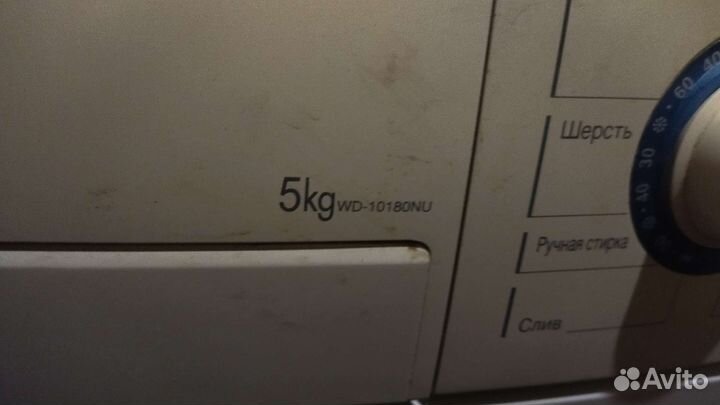 60 40
Шерсть
30
40
5kg WD-10180NU
Ручная стирка
Слив
Avito